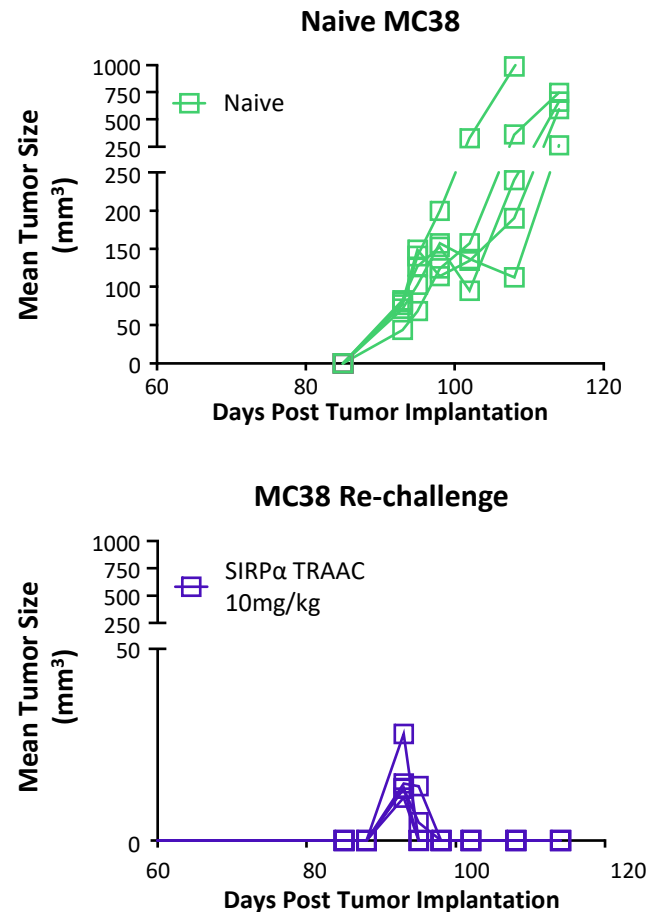 Naive MC38
Mean Tumor Size
(mm³)
1000
750
500
250
250
200
150
100
50
0
Naive
60
80
100
120
Days Post Tumor Implantation
MC38 Re-challenge
Mean Tumor Size
(mm³)
1000
750
500
250
50
0
SIRPα TRAAC
10mg/kg
60
80
100
120
Days Post Tumor Implantation